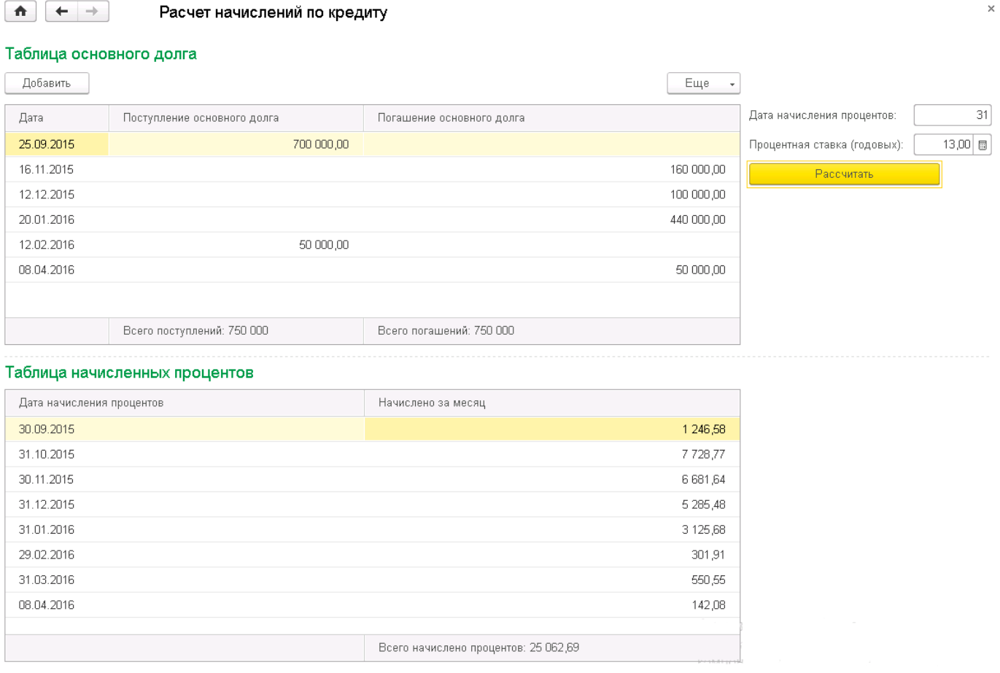 Расчет начислений по кредиту
×
Таблица основного долга
Добавить
Еще
Дата Поступление основного долга Погашение основного долга
Дата начисления процентов: 31
25.09.2015 700 000,00
Процентная ставка (годовых): 13,00
16.11.2015 160 000,00
Рассчитать
12.12.2015 100 000,00
20.01.2016 440 000,00
12.02.2016 50 000,00
08.04.2016 50 000,00
Всего поступлений: 750 000 Всего погашений: 750 000
Таблица начисленных процентов
Дата начисления процентов Начислено за месяц
30.09.2015 1 246,58
31.10.2015 7 728,77
30.11.2015 6 681,64
31.12.2015 5 285,48
31.01.2016 3 125,68
29.02.2016 301,91
31.03.2016 550,55
08.04.2016 142,08
Всего начислено процентов: 25 062,69